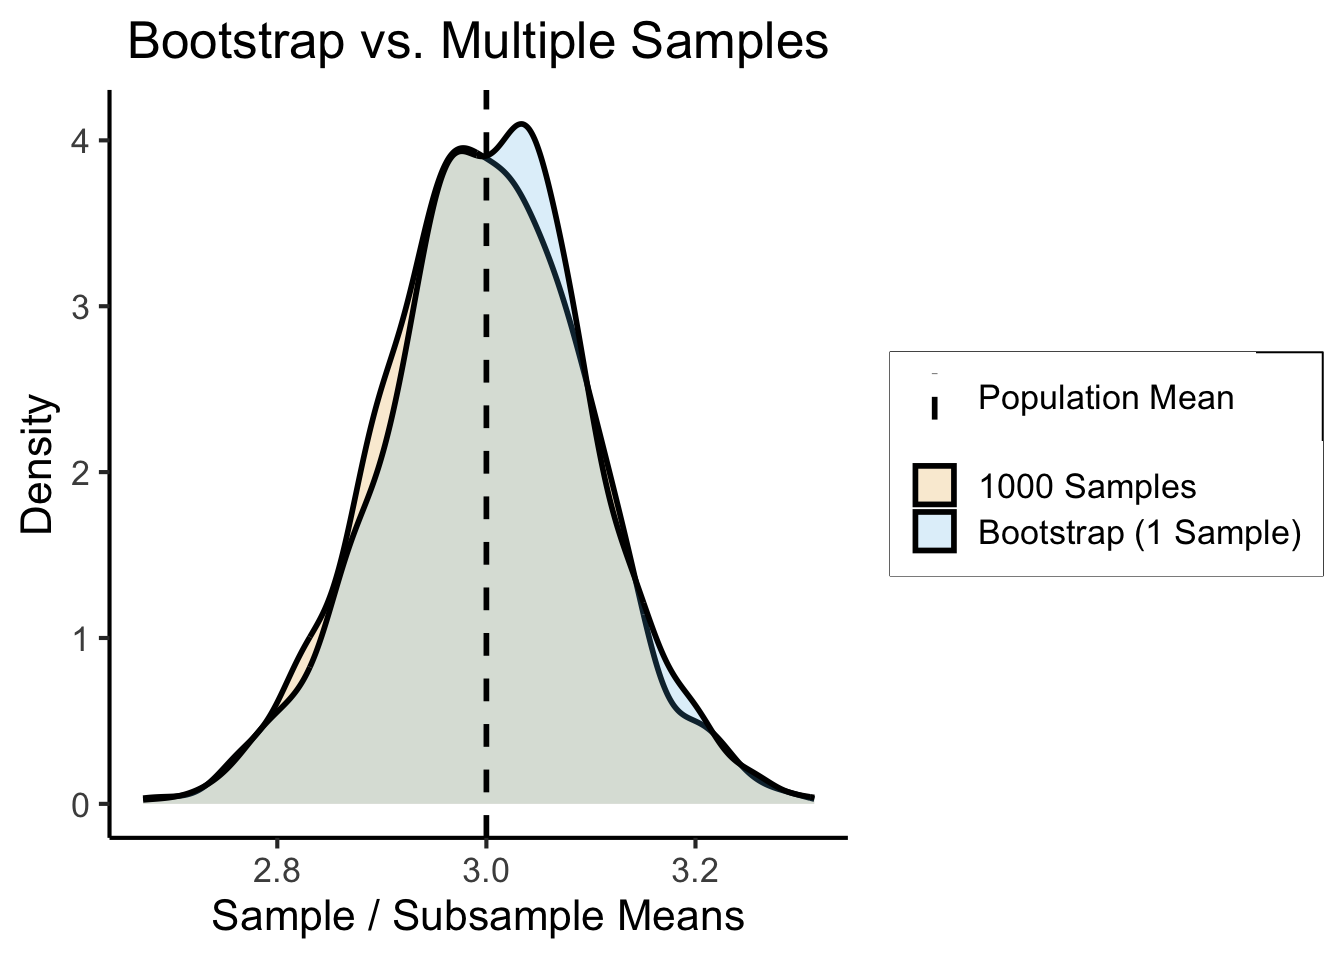 Bootstrap vs. Multiple Samples
4
3
2
1
0
Density
2.8 3.0 3.2
Sample / Subsample Means
Population Mean
1000 Samples
Bootstrap (1 Sample)